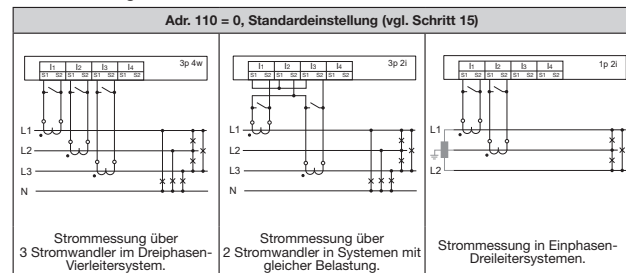 Adr. 110 = 0, Standardeinstellung (vgl. Schritt 15)
3p 4w
I1 I2 I3 I4
S1 S2 S1 S2 S1 S2 S1 S2
L1
L2
L3
N
Strommessung über
3 Stromwandler im Dreiphasen-
Vierleitersystem.
3p 2i
I1 I2 I3 I4
S1 S2 S1 S2 S1 S2 S1 S2
Strommessung über
2 Stromwandler in Systemen mit
gleicher Belastung.
1p 2i
I1 I2 I3 I4
S1 S2 S1 S2 S1 S2 S1 S2
L1
L2
Strommessung in Einphasen-
Dreileitersystemen.